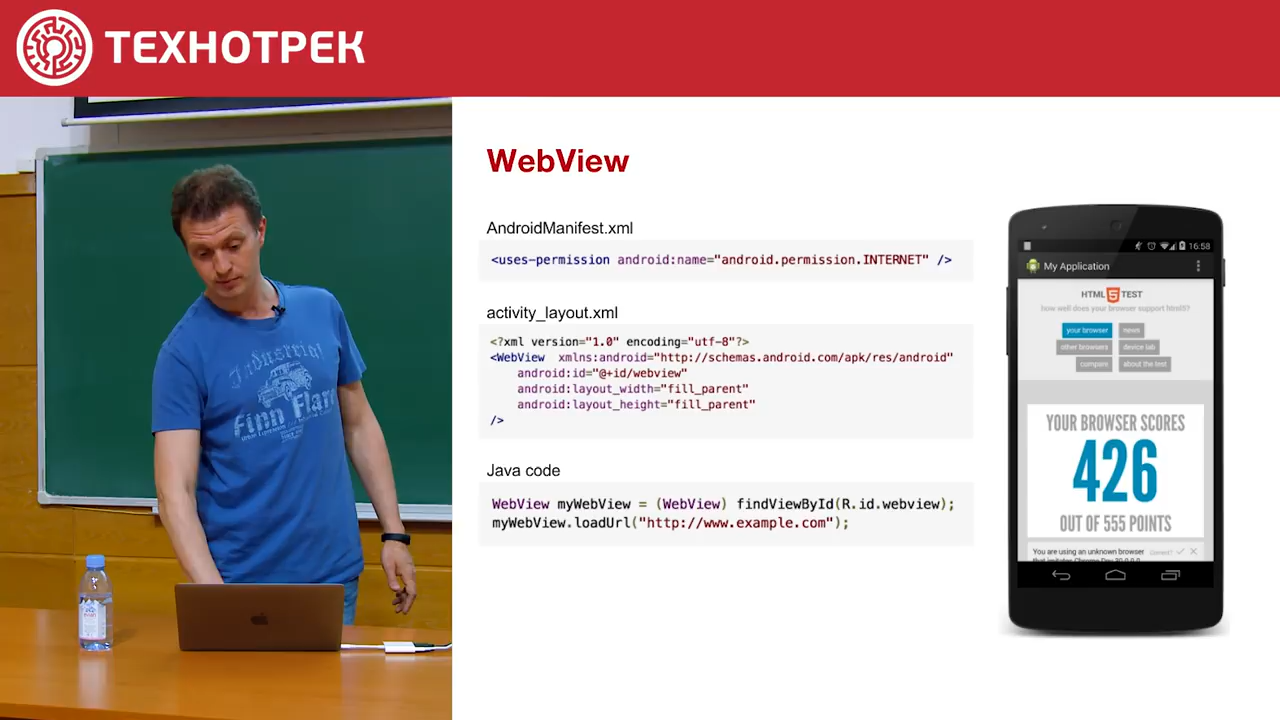 ТЕХНОТРЕК
WebView
AndroidManifest.xml
<uses-permission android:name="android.permission.INTERNET" />
activity_layout.xml
<?xml version="1.0" encoding="utf-8"?>
<WebView xmlns:android="http://schemas.android.com/apk/res/android"
android:id="@+id/webview"
android:layout_width="fill_parent"
android:layout_height="fill_parent"
/>
Java code
WebView myWebView = (WebView) findViewById(R.id.webview);
myWebView.loadUrl("http://www.example.com");
16:58
My Application
HTML 5 TEST
how well does your browser support html5?
your browser
news
other browsers
device lab
compare
about the test
YOUR BROWSER SCORES
426
OUT OF 555 POINTS
You are using an unknown browser
Correct?
Industrial
Finn Flare